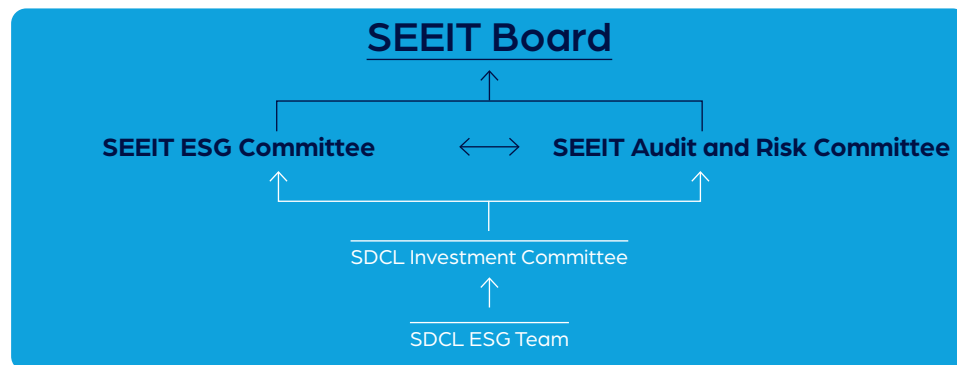 SEEIT Board
SEEIT ESG Committee
SEEIT Audit and Risk Committee
SDCL Investment Committee
SDCL ESG Team